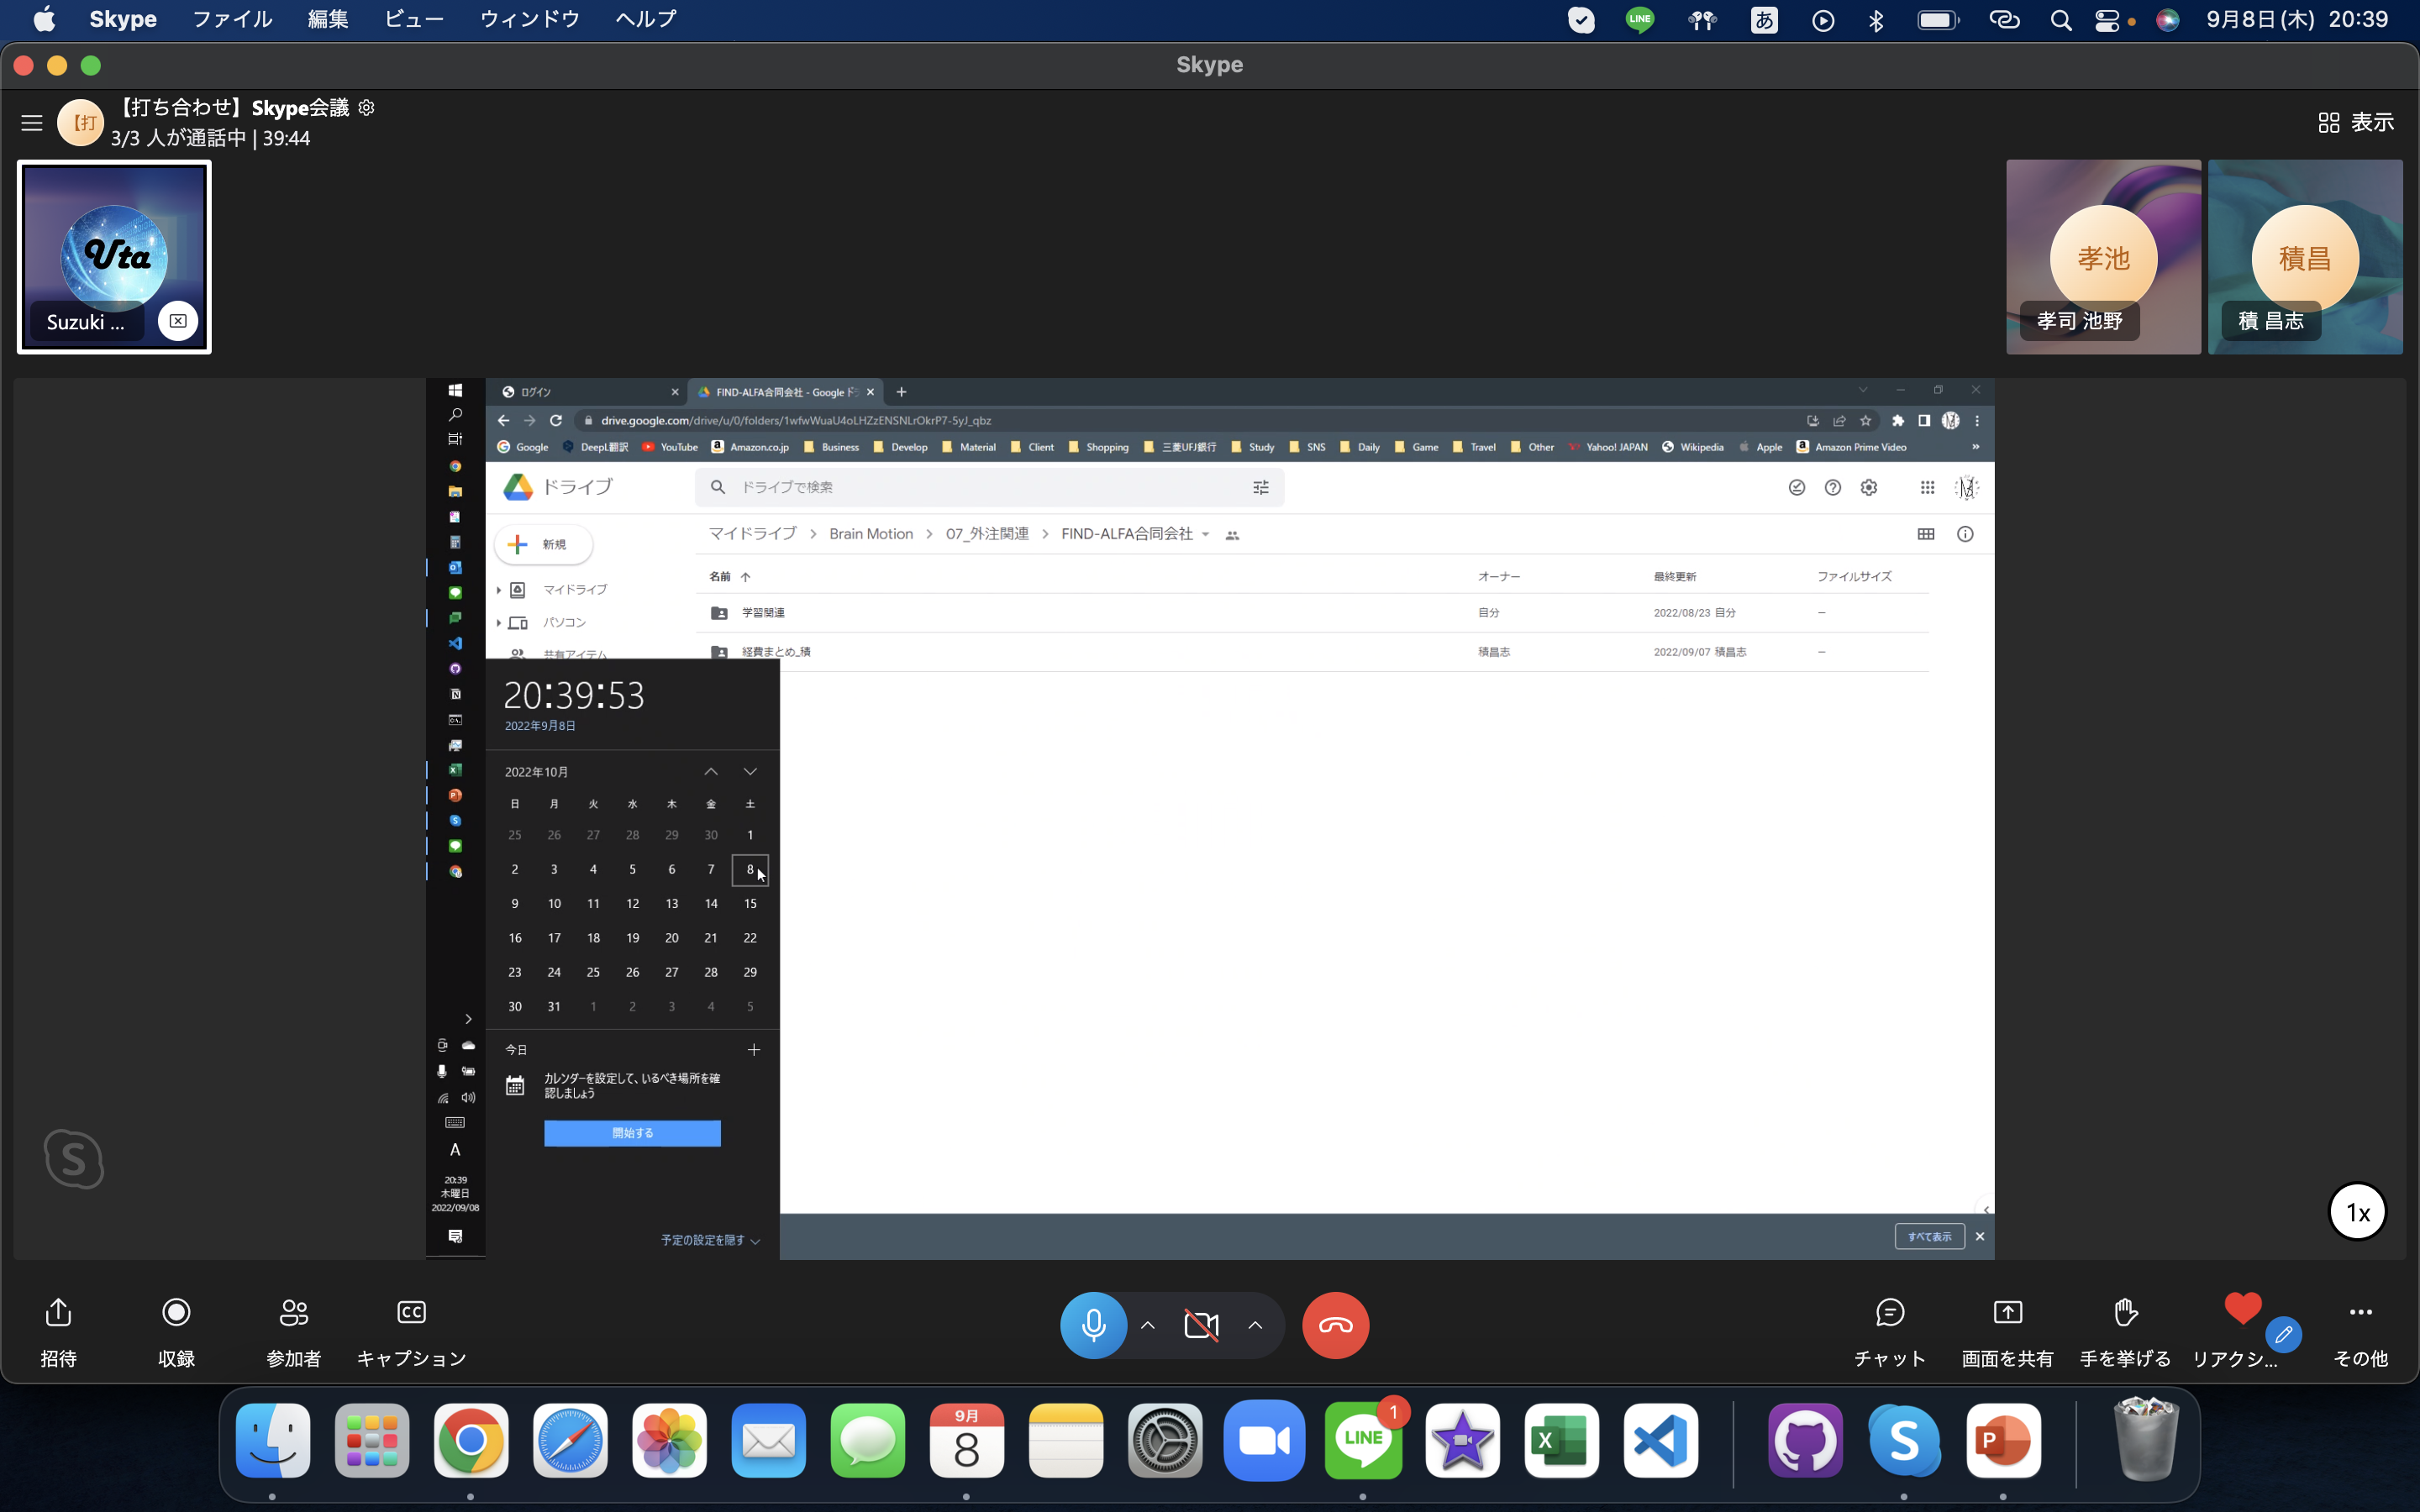 Skype ファイル 編集 ビュー ウィンドウ ヘルプ LINE あ 9月8日(木) 20:39
Skype
【打 【打ち合わせ】Skype会議
3/3 人が通話中 | 39:44
表示
Uta
Suzuki ...
孝池
孝司 池野
積昌
積 昌志
ログイン
FIND-ALFA合同会社 - Google ド
drive.google.com/drive/u/0/folders/1wfwWuaU4oLHZzENSNLrOkrP7-5yJ_qbz
Google DeepL翻訳 YouTube Amazon.co.jp Business Develop Material Client Shopping 三菱UFJ銀行 Study SNS Daily Game Travel Other Yahoo! JAPAN Wikipedia Apple Amazon Prime Video »
ドライブ
ドライブで検索
新規
マイドライブ > Brain Motion > 07_外注関連 > FIND-ALFA合同会社
マイドライブ
パソコン
共有アイテム
名前 オーナー 最終更新 ファイルサイズ
学習関連 自分 2022/08/23 自分 –
経費まとめ_積 積昌志 2022/09/07 積昌志 –
20:39:53
2022年9月8日
2022年10月
日 月 火 水 木 金 土
25 26 27 28 29 30 1
2 3 4 5 6 7 8
9 10 11 12 13 14 15
16 17 18 19 20 21 22
23 24 25 26 27 28 29
30 31 1 2 3 4 5
今日
カレンダーを設定して、いるべき場所を確
認しましょう
開始する
予定の設定を隠す
A
20:39
木曜日
2022/09/08
すべて表示
1x
招待
収録
参加者
CC
キャプション
チャット
画面を共有
手を挙げる
リアクシ...
その他
9月
8
LINE
1
X
S
P